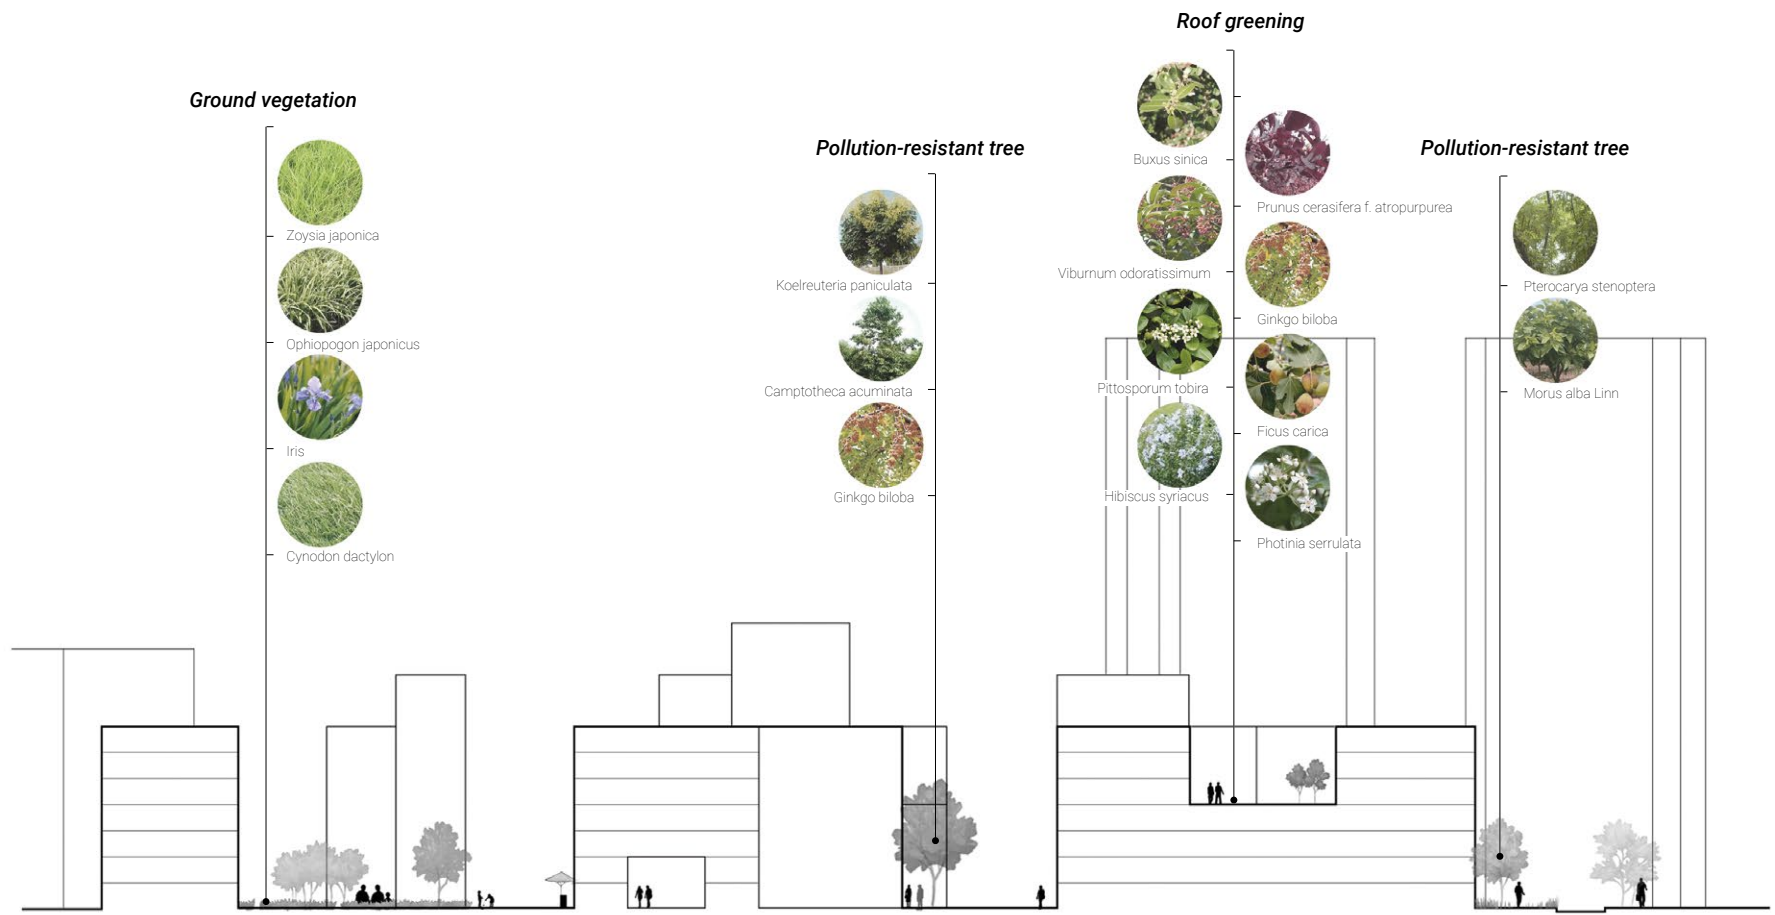 Roof greening
Ground vegetation
Pollution-resistant tree
Pollution-resistant tree
Zoysia japonica
Ophiopogon japonicus
Iris
Cynodon dactylon
Koelreuteria paniculata
Camptotheca acuminata
Ginkgo biloba
Buxus sinica
Prunus cerasifera f. atropurpurea
Viburnum odoratissimum
Ginkgo biloba
Pittosporum tobira
Ficus carica
Hibiscus syriacus
Photinia serrulata
Pterocarya stenoptera
Morus alba Linn